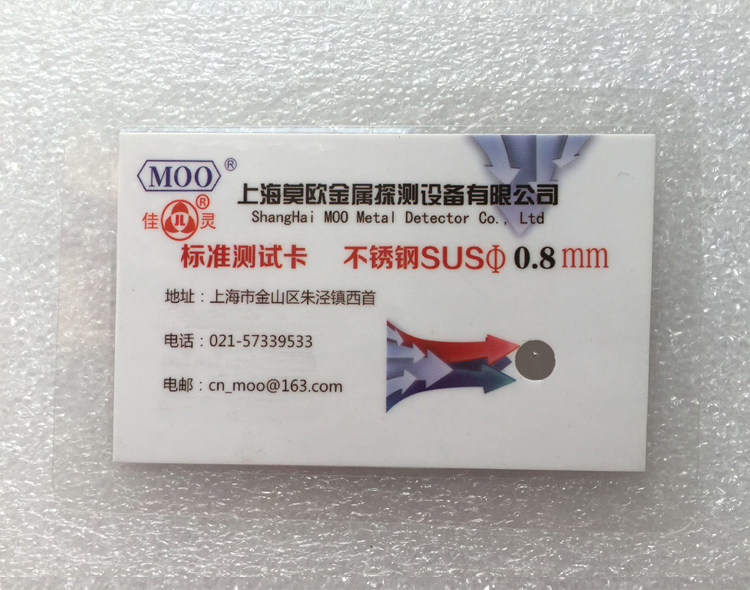 MOO®
上海莫欧金属探测设备有限公司
佳 JL 灵®
ShangHai MOO Metal Detector Co., Ltd
标准测试卡 不锈钢SUSΦ 0.8mm
地址：上海市金山区朱泾镇西首
电话：021-57339533
电邮：cn_moo@163.com